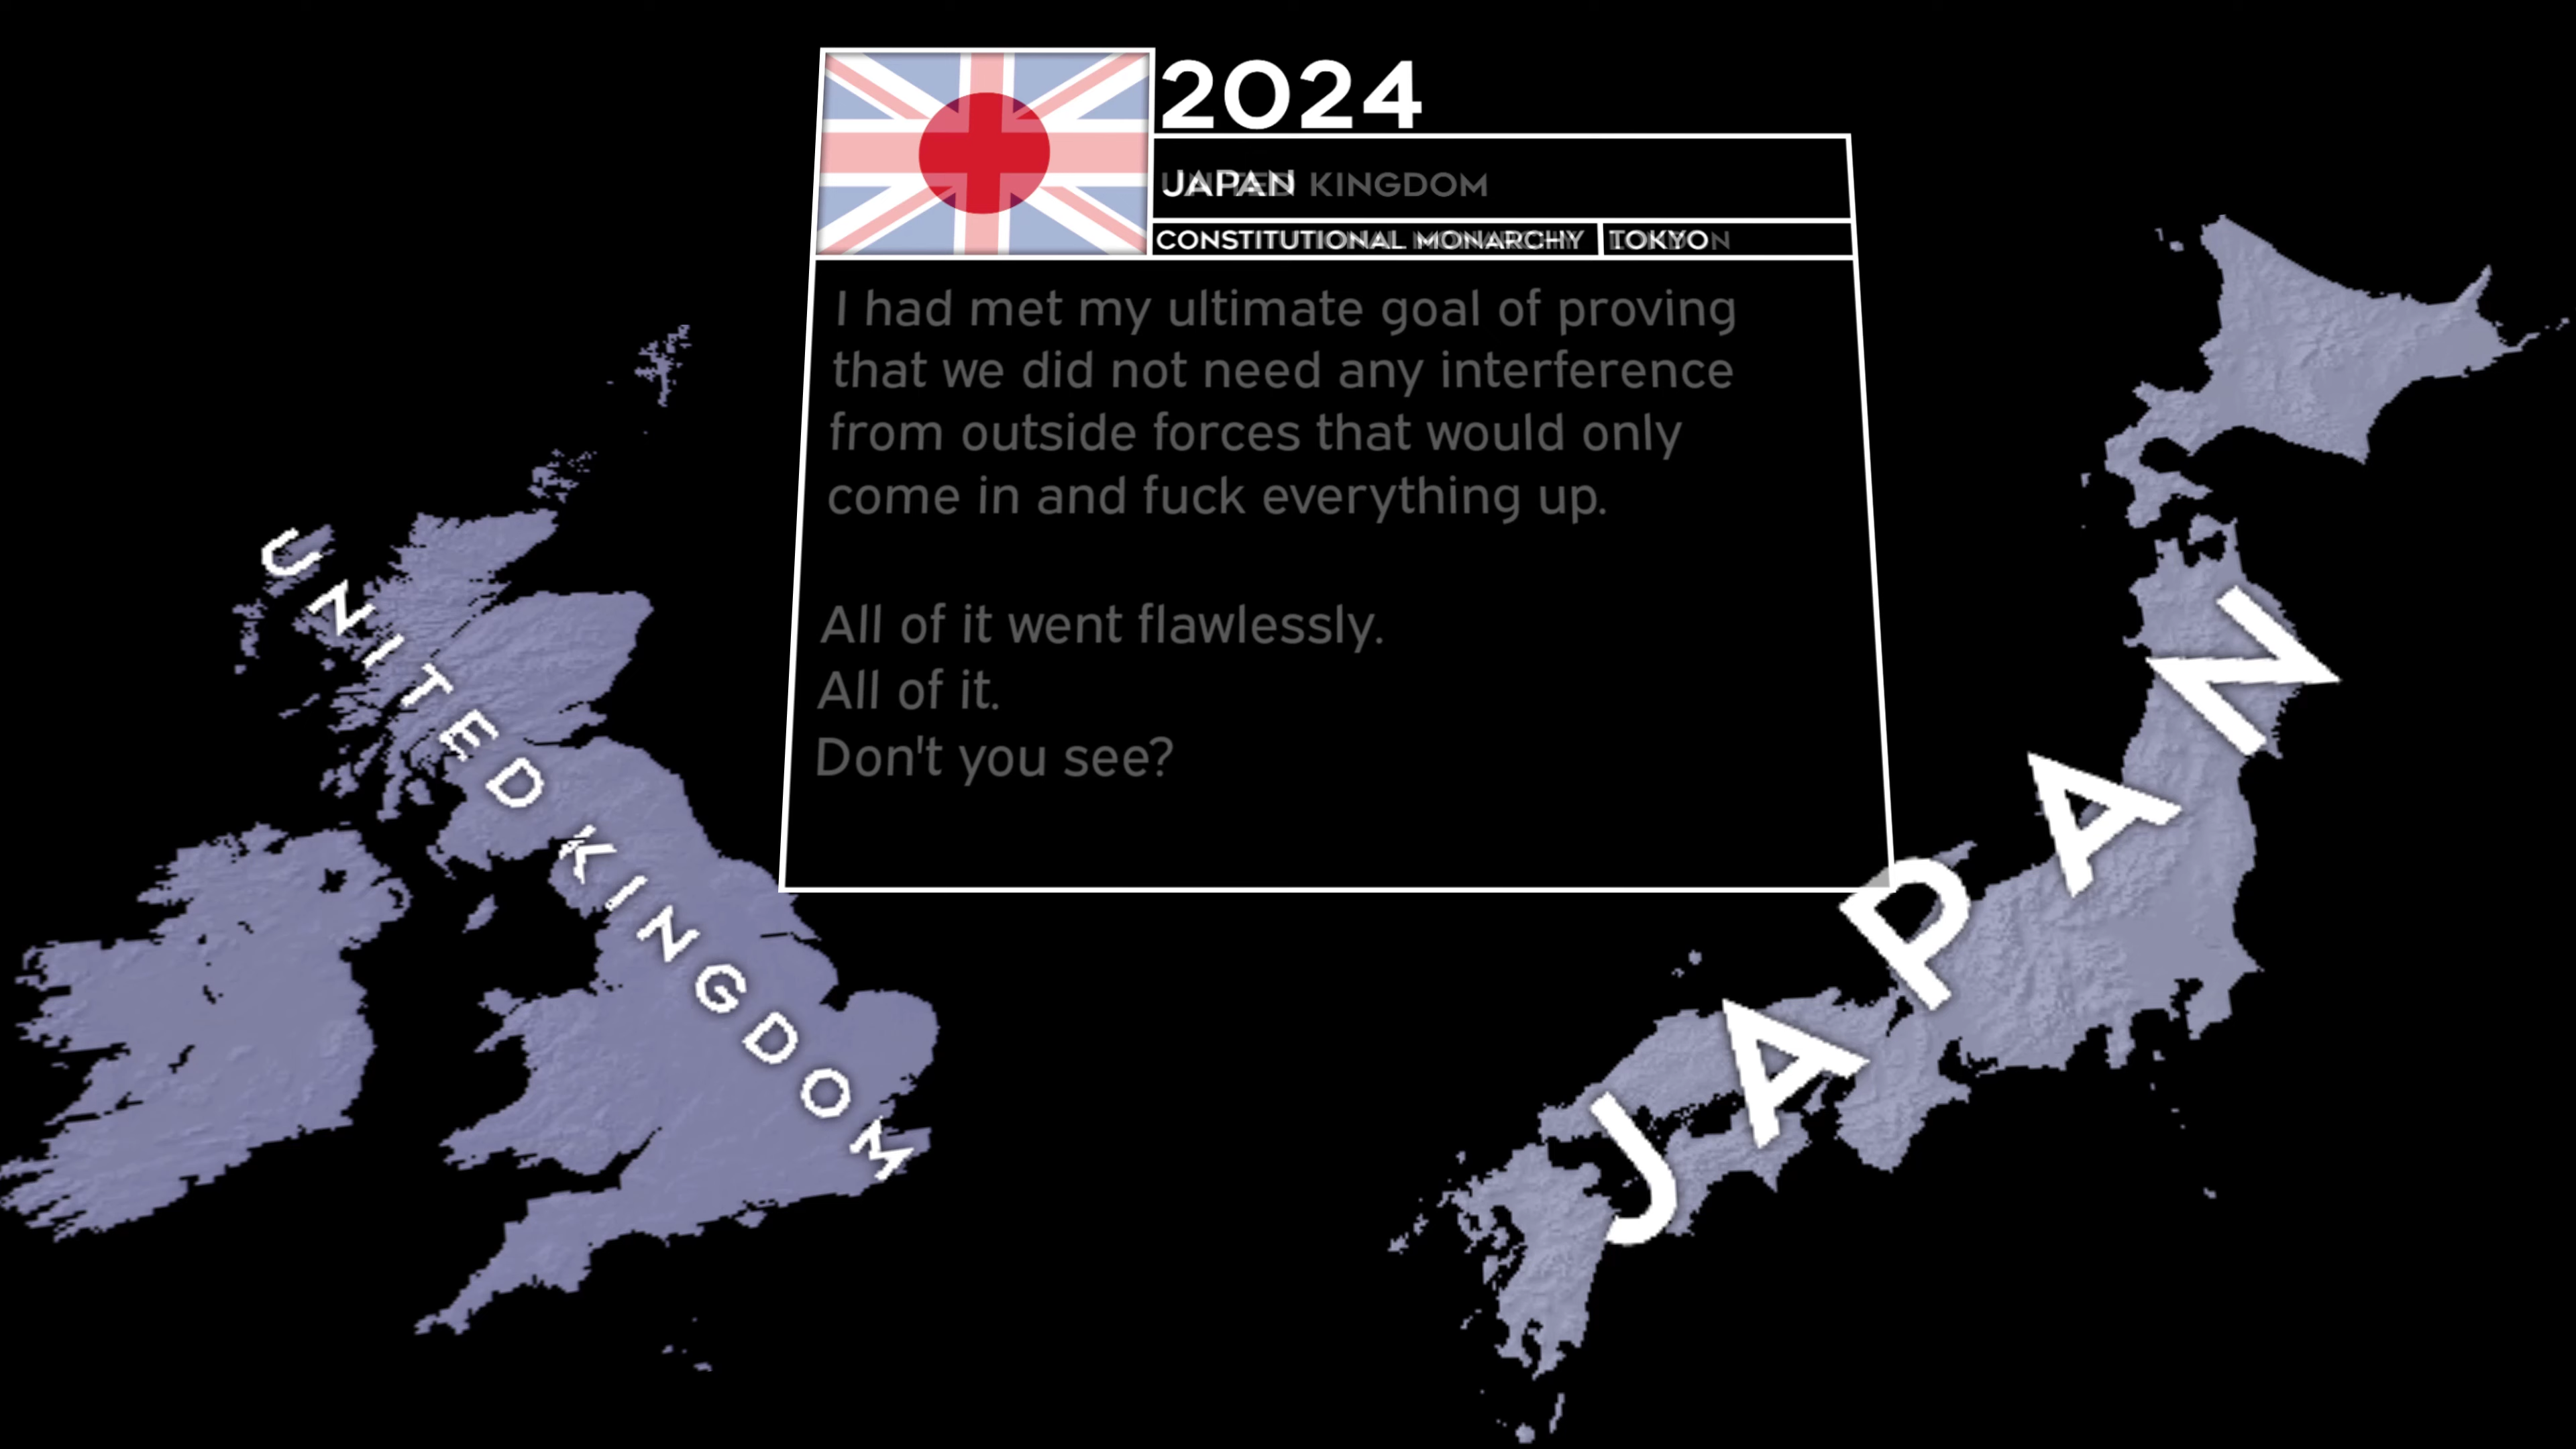 2024
JAPAN
UNITED KINGDOM
CONSTITUTIONAL MONARCHY
TOKYO
I had met my ultimate goal of proving
that we did not need any interference
from outside forces that would only
come in and fuck everything up.
All of it went flawlessly.
All of it.
Don't you see?
UNITED KINGDOM
JAPAN